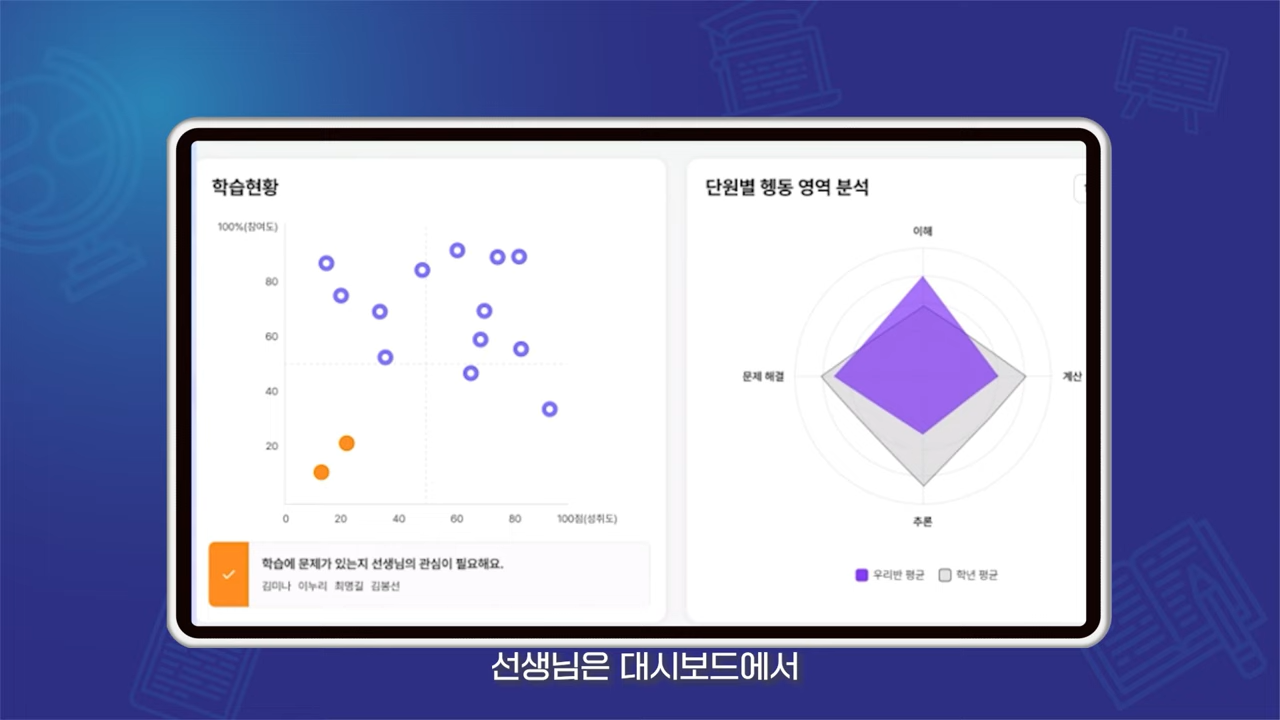 학습현황
100%(참여도)
80
60
40
20
0 20 40 60 80 100점(성취도)
학습에 문제가 있는지 선생님의 관심이 필요해요.
김미나 이누리 최명길 김봉선
단원별 헹동 영역 분석
이해
문제 해결
계산
추론
우리반 평균 학년 평균
선생님은 대시보드에서